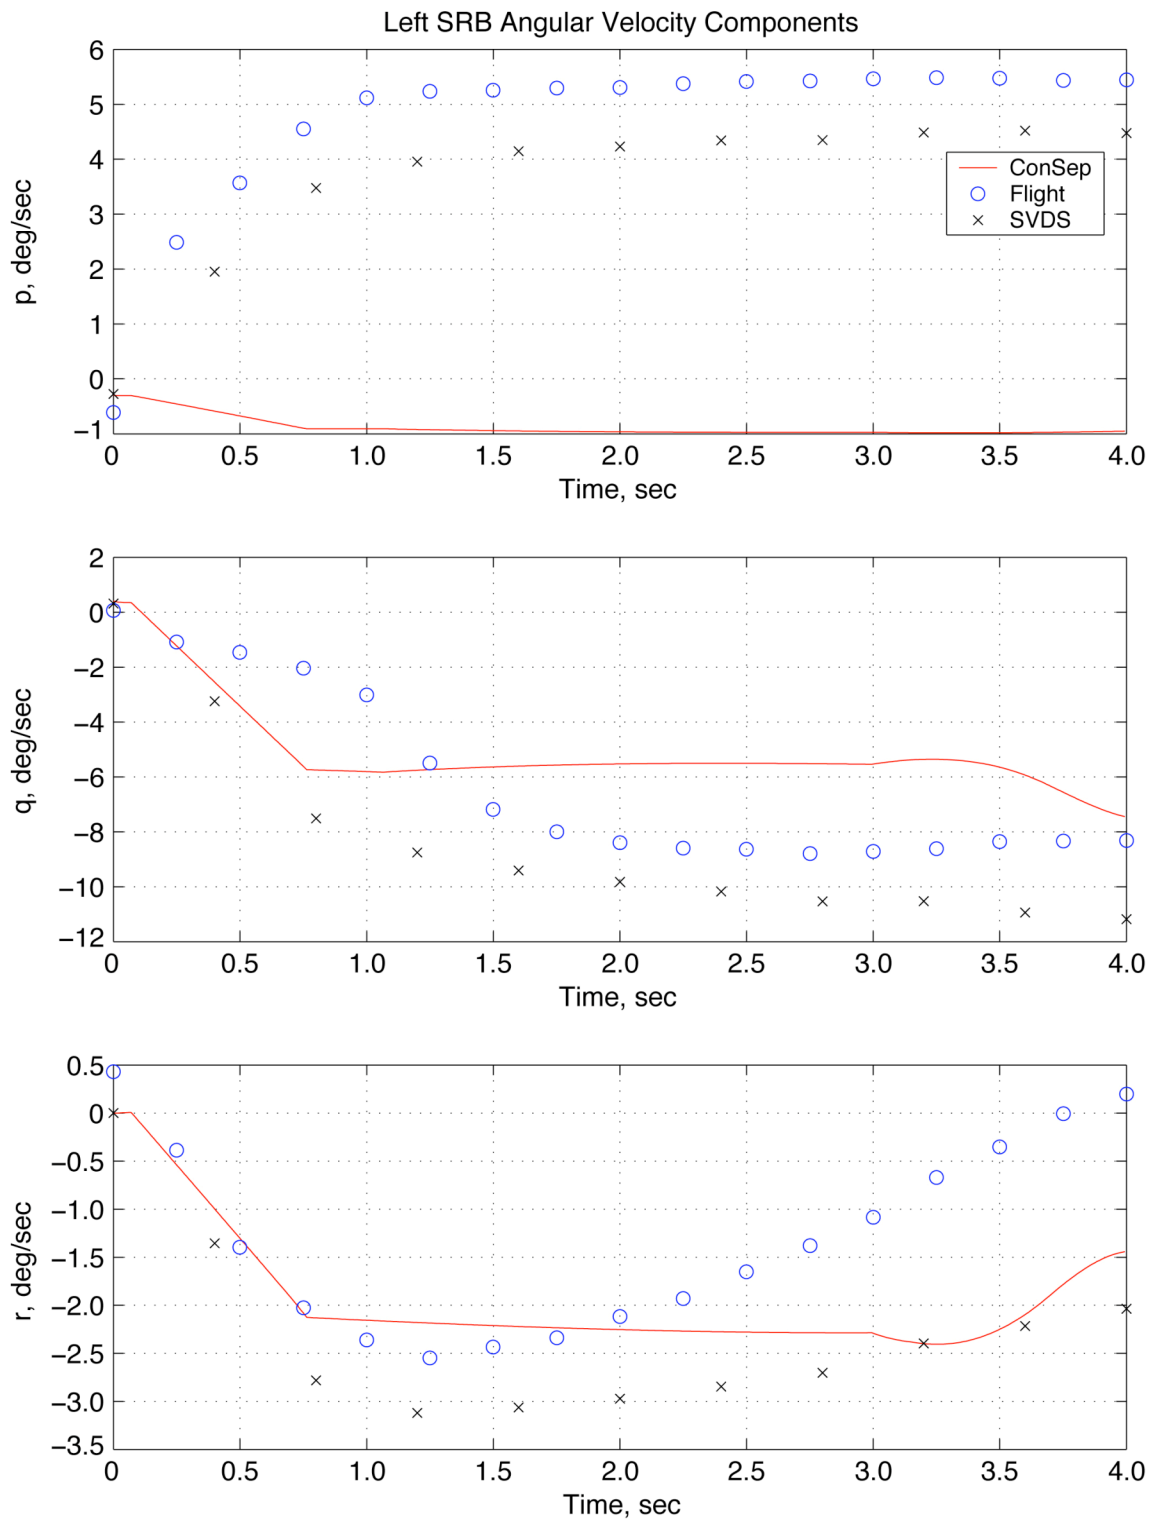 Left SRB Angular Velocity Components
6
5
4
3
2
1
0
−1
p, deg/sec
ConSep
Flight
SVDS
0 0.5 1.0 1.5 2.0 2.5 3.0 3.5 4.0
Time, sec
2
0
−2
−4
−6
−8
−10
−12
q, deg/sec
0 0.5 1.0 1.5 2.0 2.5 3.0 3.5 4.0
Time, sec
0.5
0
−0.5
−1.0
−1.5
−2.0
−2.5
−3.0
−3.5
r, deg/sec
0 0.5 1.0 1.5 2.0 2.5 3.0 3.5 4.0
Time, sec